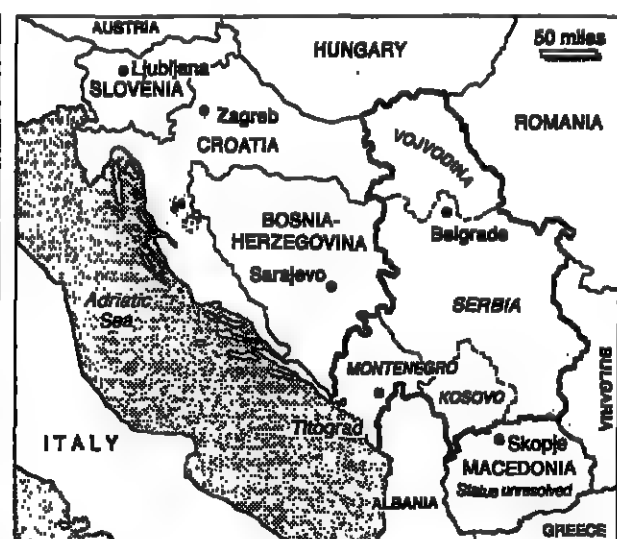 AUSTRIA
HUNGARY
50 miles
Ljubljana
SLOVENIA
Zagreb
CROATIA
ROMANIA
VOJVODINA
BOSNIA-
HERZEGOVINA
Belgrade
Sarajevo
Adriatic
Sea
SERBIA
MONTENEGRO
KOSOVO
BULGARIA
Titograd
ITALY
Skopje
MACEDONIA
Status unresolved
ALBANIA
GREECE